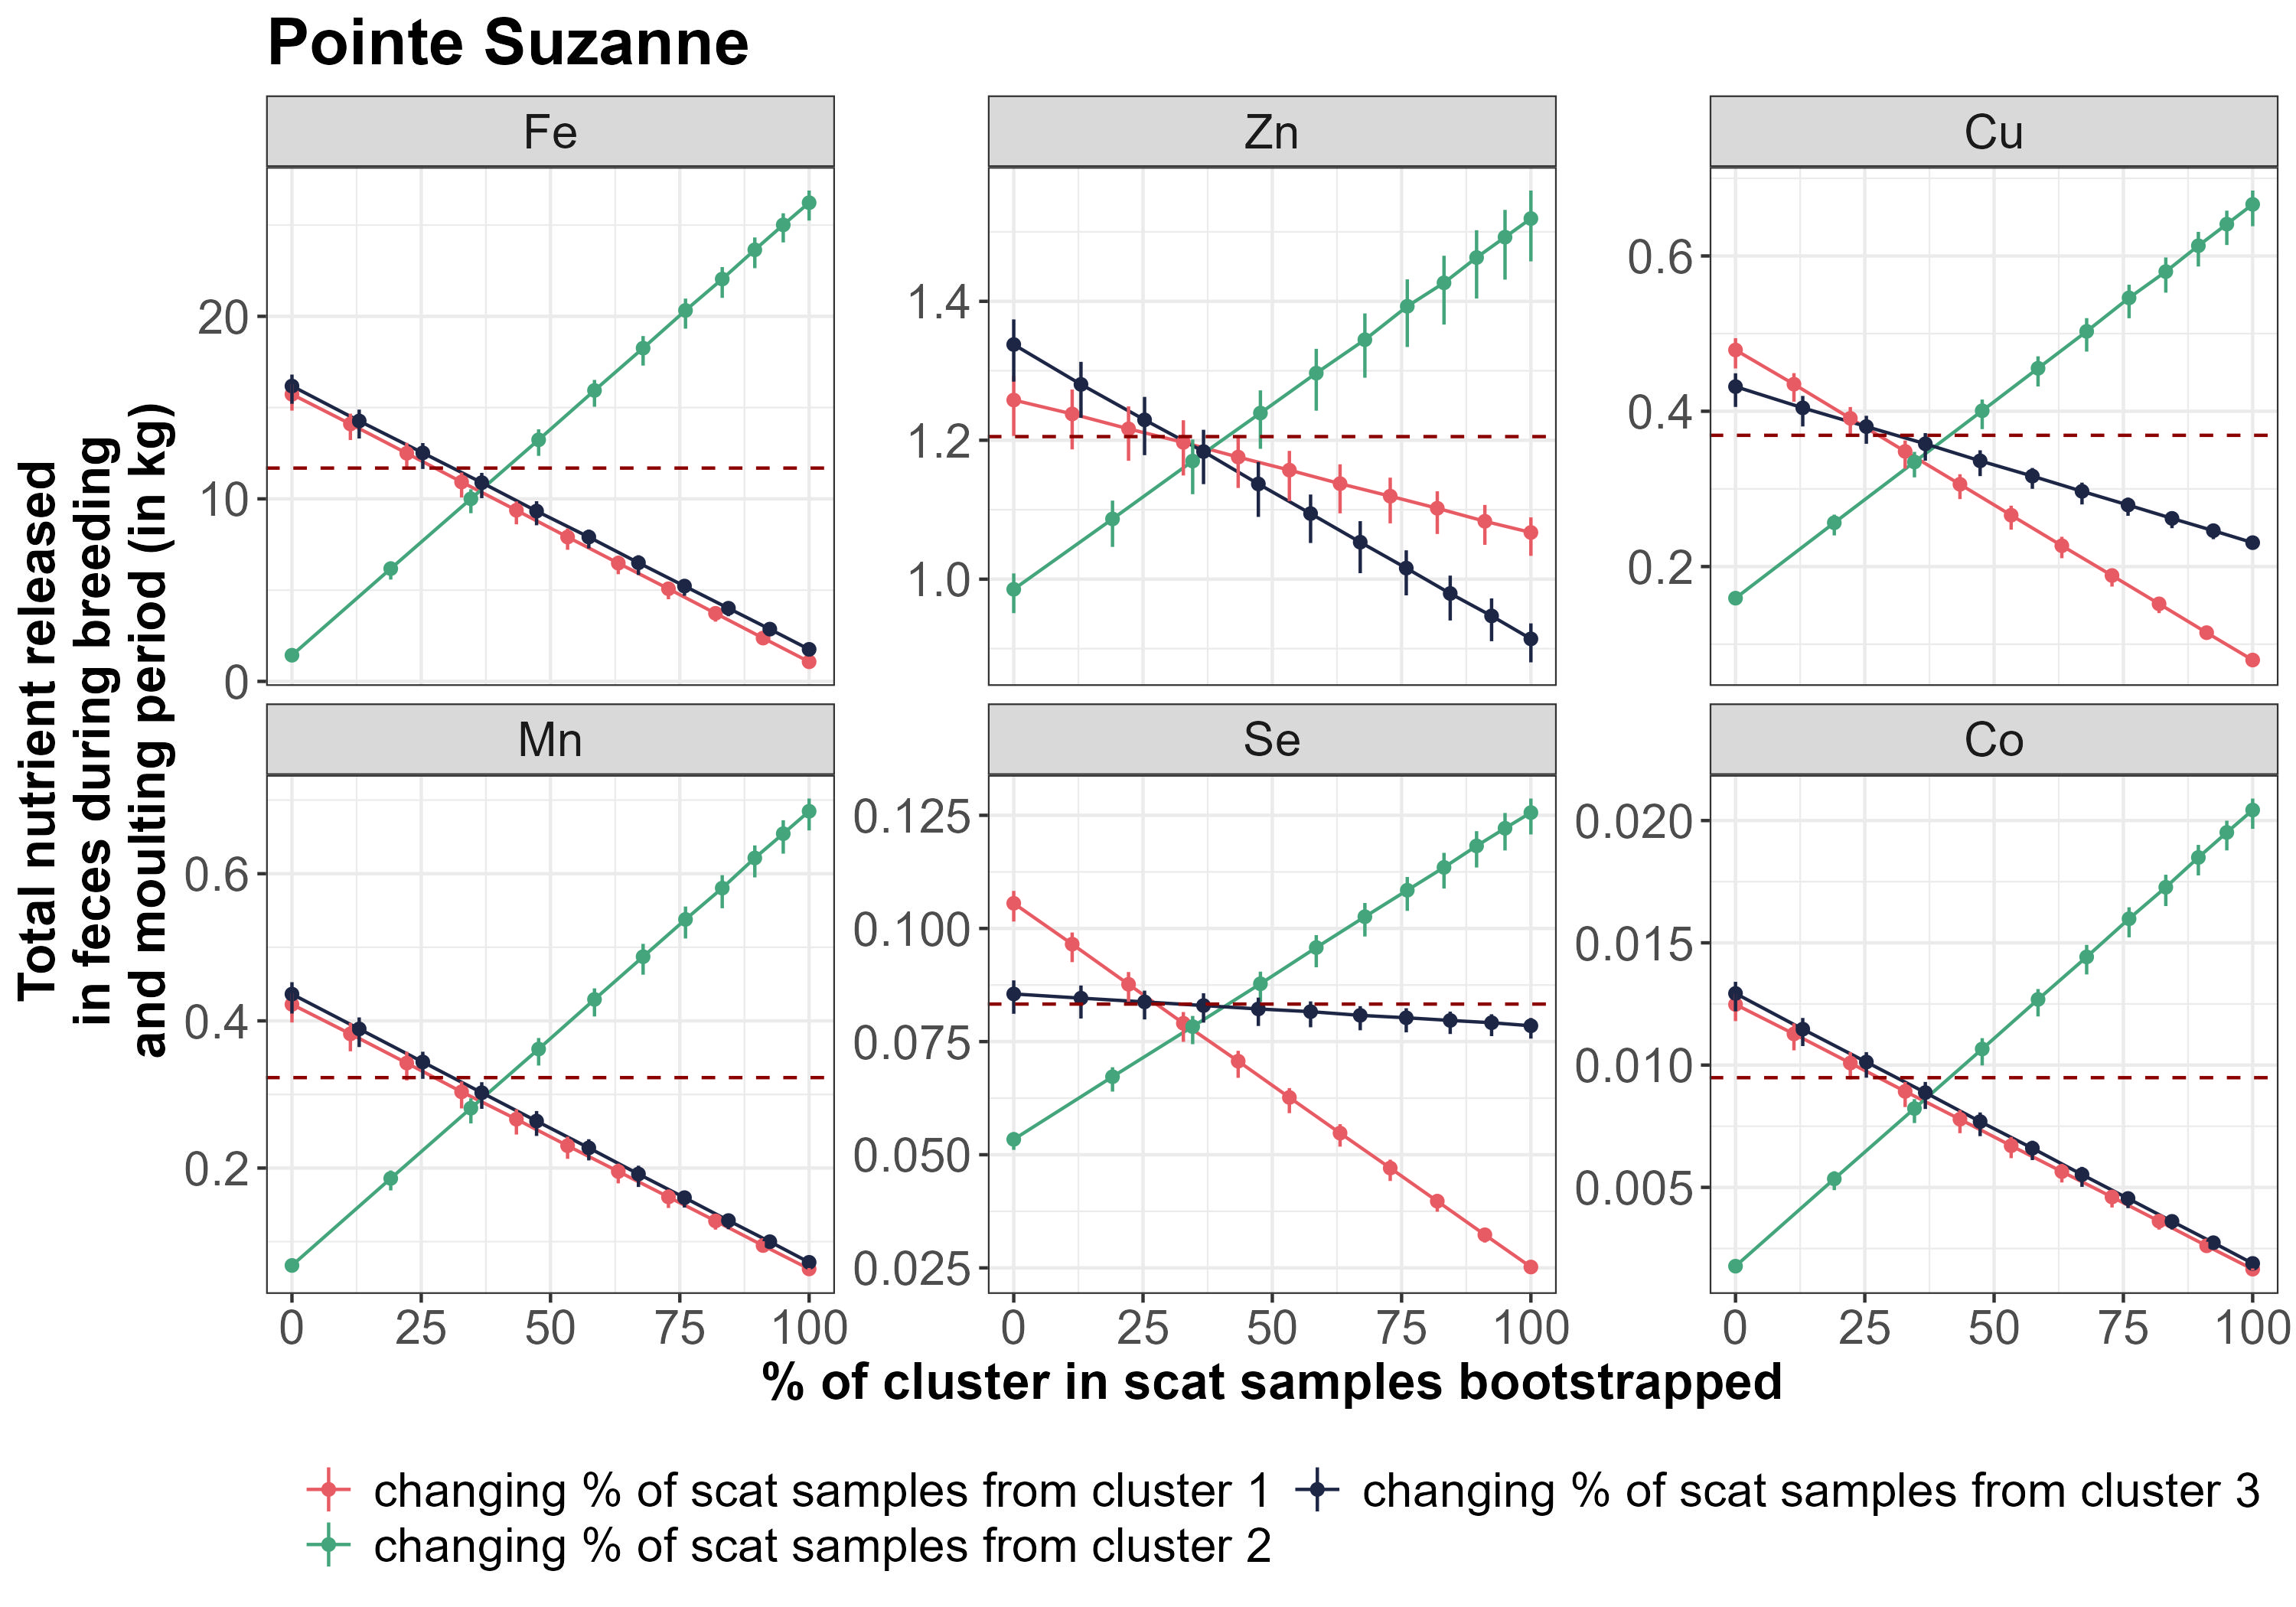 Pointe Suzanne
Total nutrient released
in feces during breeding
and moulting period (in kg)
Fe
20
10
0
Zn
1.4
1.2
1.0
Cu
0.6
0.4
0.2
Mn
0.6
0.4
0.2
0 25 50 75 100
Se
0.125
0.100
0.075
0.050
0.025
0 25 50 75 100
Co
0.020
0.015
0.010
0.005
0 25 50 75 100
% of cluster in scat samples bootstrapped
changing % of scat samples from cluster 1
changing % of scat samples from cluster 3
changing % of scat samples from cluster 2